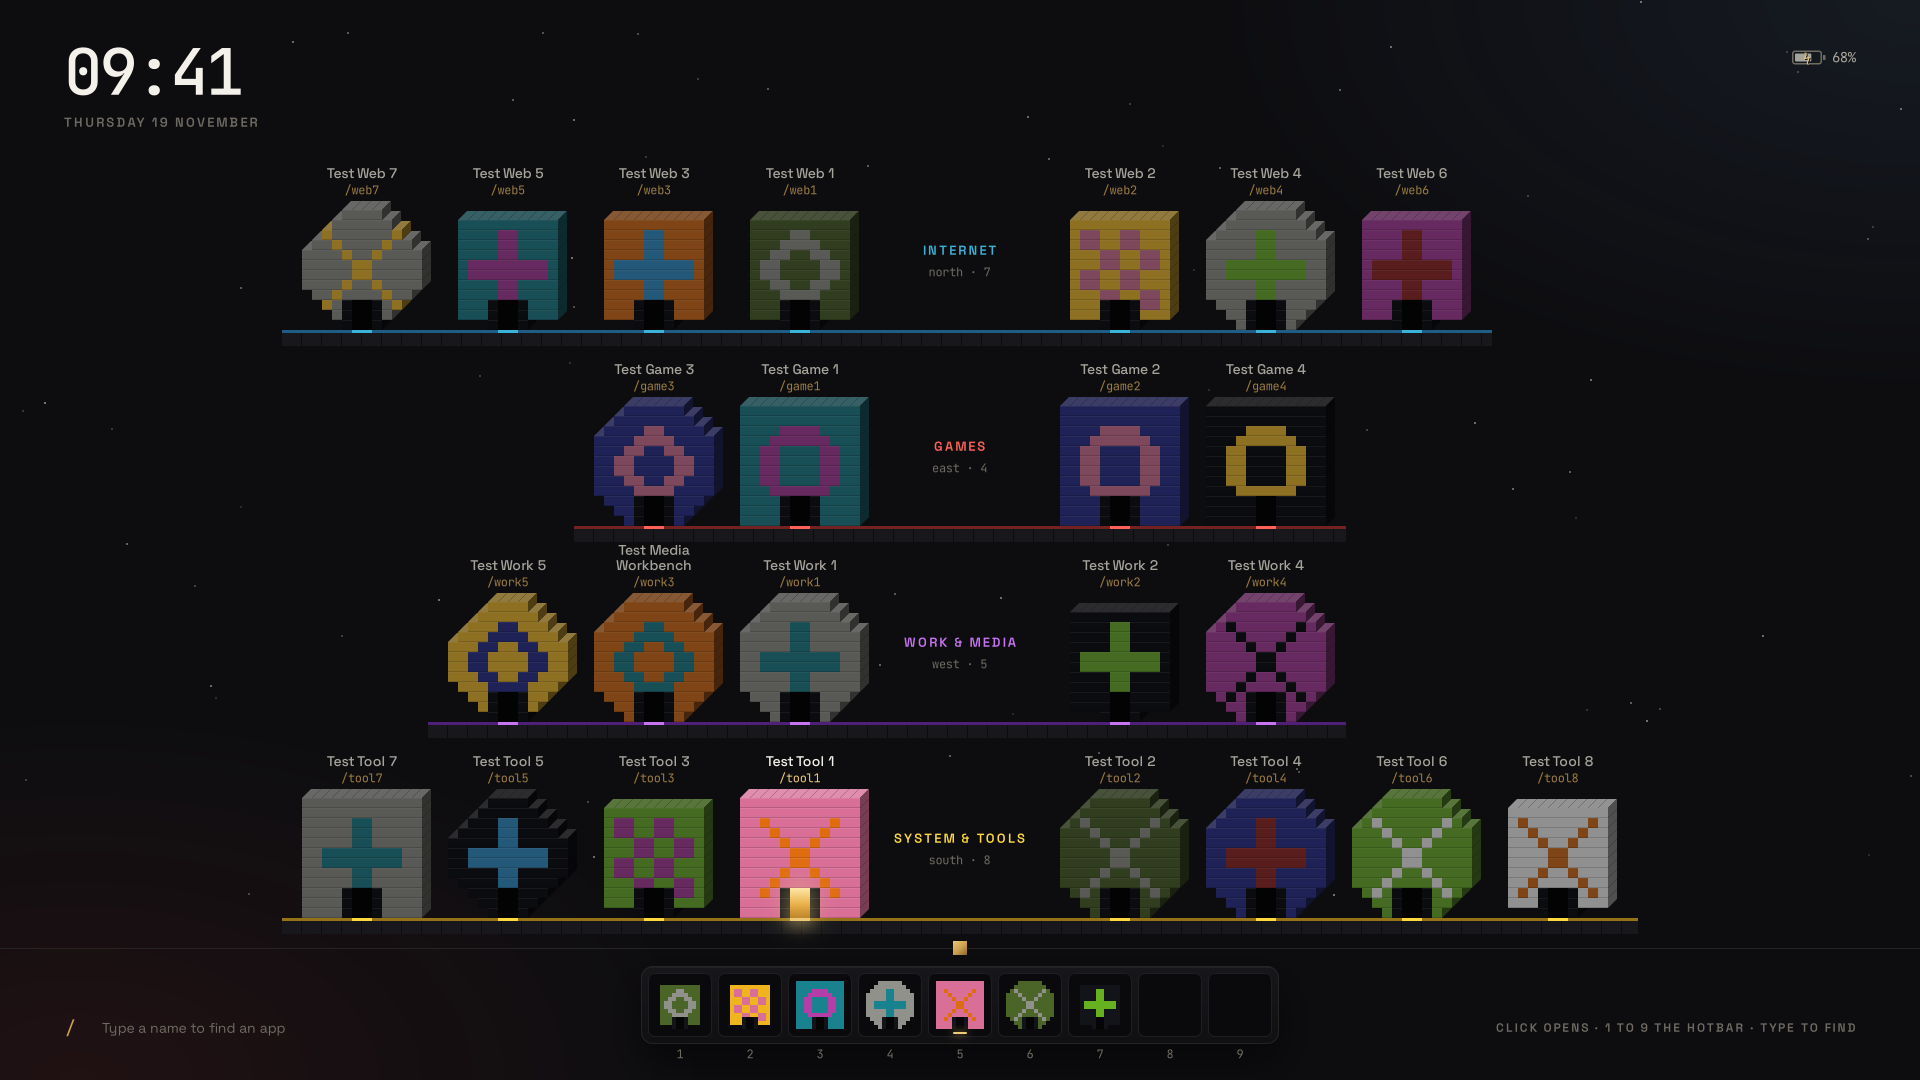 09:41
THURSDAY 19 NOVEMBER
68%
Test Web 7
/web7
Test Web 5
/web5
Test Web 3
/web3
Test Web 1
/web1
INTERNET
north · 7
Test Web 2
/web2
Test Web 4
/web4
Test Web 6
/web6
Test Game 3
/game3
Test Game 1
/game1
GAMES
east · 4
Test Game 2
/game2
Test Game 4
/game4
Test Work 5
/work5
Test Media
Workbench
/work3
Test Work 1
/work1
WORK & MEDIA
west · 5
Test Work 2
/work2
Test Work 4
/work4
Test Tool 7
/tool7
Test Tool 5
/tool5
Test Tool 3
/tool3
Test Tool 1
/tool1
SYSTEM & TOOLS
south · 8
Test Tool 2
/tool2
Test Tool 4
/tool4
Test Tool 6
/tool6
Test Tool 8
/tool8
/ Type a name to find an app
1 2 3 4 5 6 7 8 9
CLICK OPENS · 1 TO 9 THE HOTBAR · TYPE TO FIND